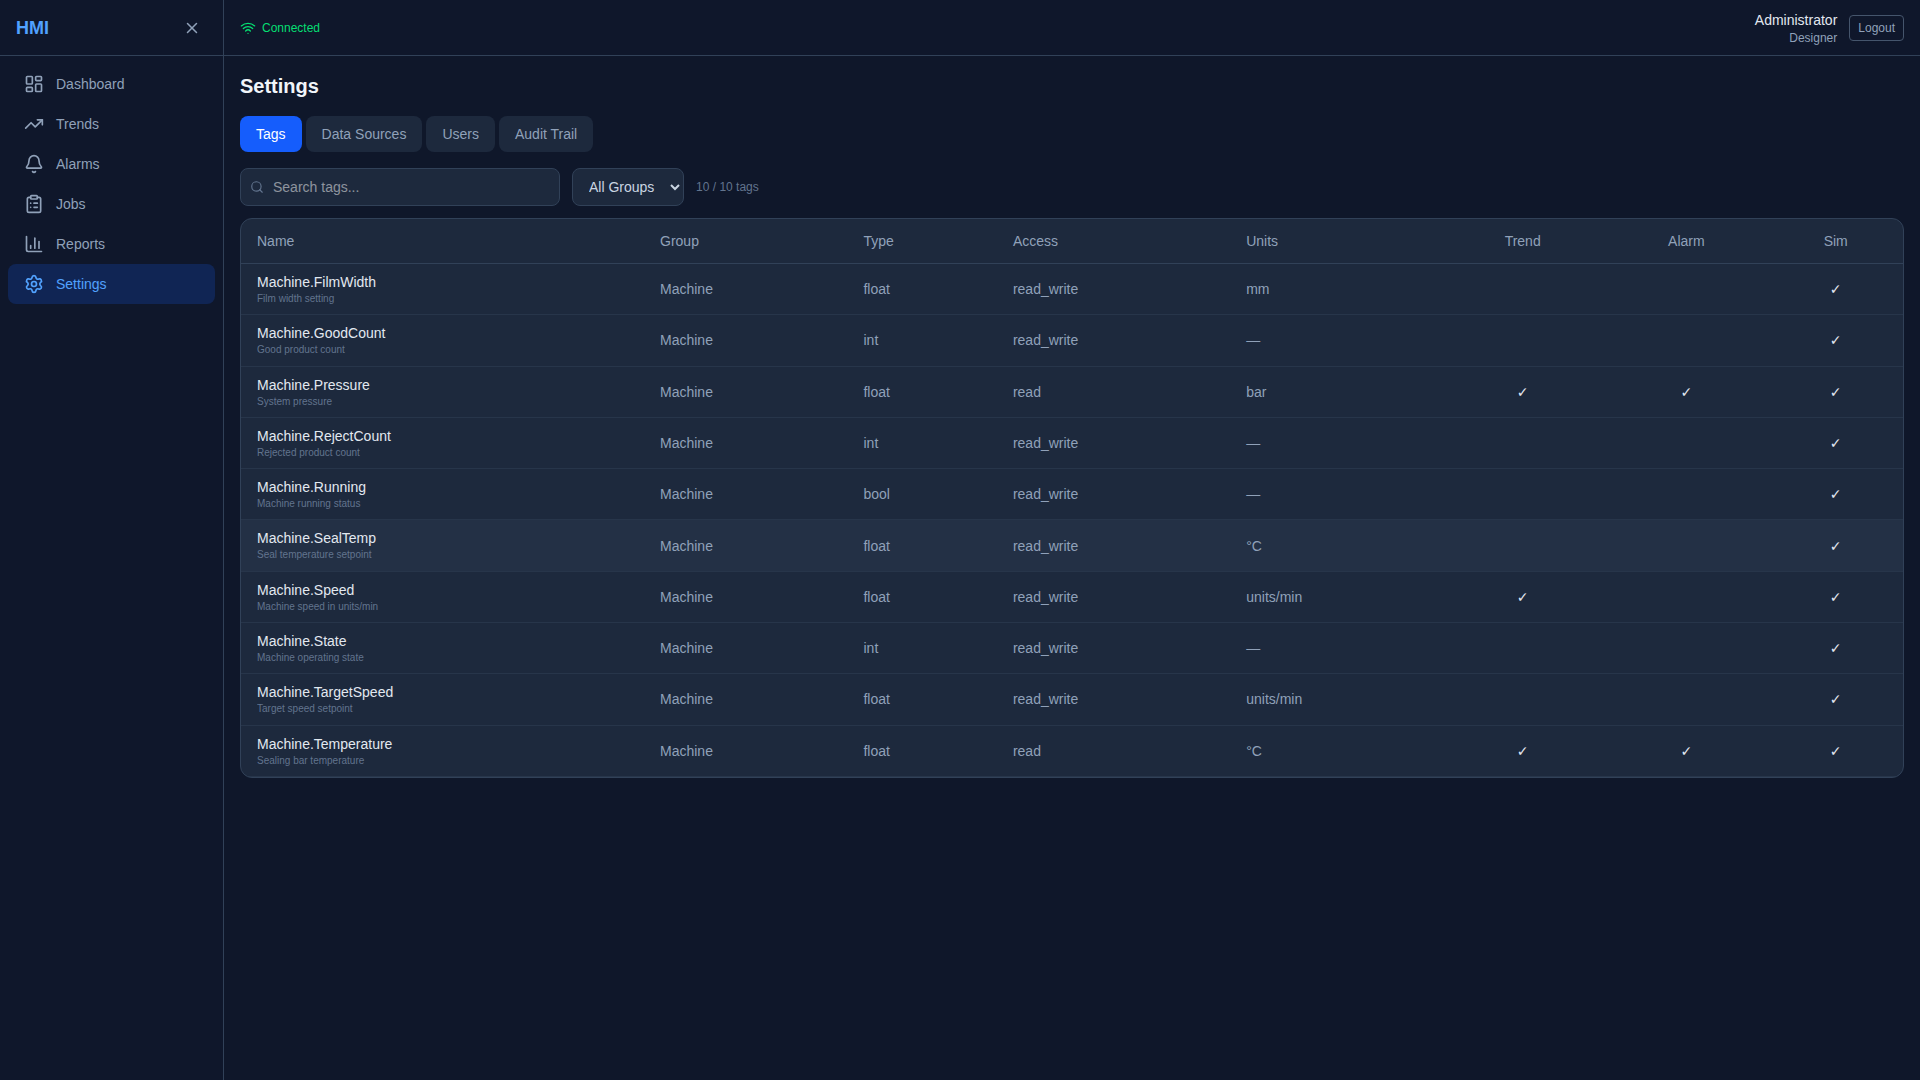 HMI
Connected
Administrator
Designer
Logout
Dashboard
Trends
Alarms
Jobs
Reports
Settings
Settings
Tags Data Sources Users Audit Trail
Search tags... All Groups 10 / 10 tags
Name Group Type Access Units Trend Alarm Sim
Machine.FilmWidth
Film width setting
Machine float read_write mm ✓
Machine.GoodCount
Good product count
Machine int read_write — ✓
Machine.Pressure
System pressure
Machine float read bar ✓ ✓ ✓
Machine.RejectCount
Rejected product count
Machine int read_write — ✓
Machine.Running
Machine running status
Machine bool read_write — ✓
Machine.SealTemp
Seal temperature setpoint
Machine float read_write °C ✓
Machine.Speed
Machine speed in units/min
Machine float read_write units/min ✓ ✓
Machine.State
Machine operating state
Machine int read_write — ✓
Machine.TargetSpeed
Target speed setpoint
Machine float read_write units/min ✓
Machine.Temperature
Sealing bar temperature
Machine float read °C ✓ ✓ ✓